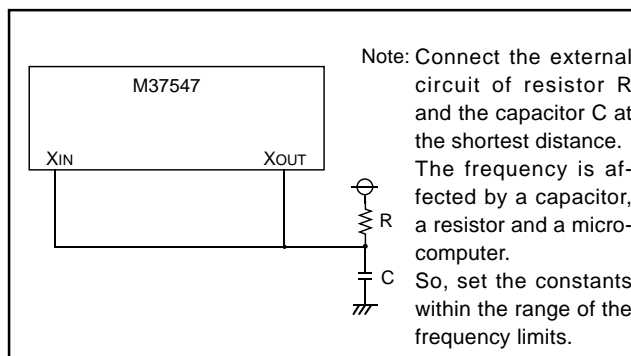 M37547
XIN
XOUT
R
C
Note: Connect the external
circuit of resistor R
and the capacitor C at
the shortest distance.
The frequency is af-
fected by a capacitor,
a resistor and a micro-
computer.
So, set the constants
within the range of the
frequency limits.